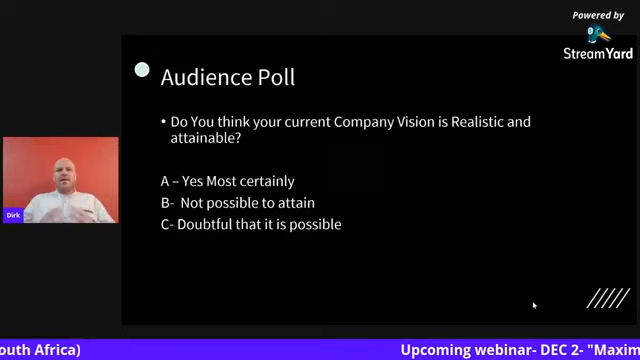 Powered by
StreamYard
Audience Poll
• Do You think your current Company Vision is Realistic and
attainable?
A – Yes Most certainly
B- Not possible to attain
C- Doubtful that it is possible
Dirk
outh Africa)
Upcoming webinar- DEC 2- "Maxim